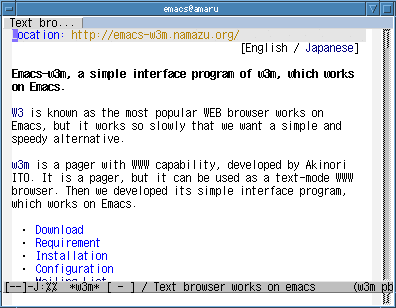 emacs@amaru
Text bro...
Location: http://emacs-w3m.namazu.org/
[English / Japanese]
Emacs-w3m, a simple interface program of w3m, which works
on Emacs.
W3 is known as the most popular WEB browser works on
Emacs, but it works so slowly that we want a simple and
speedy alternative.
w3m is a pager with WWW capability, developed by Akinori
ITO. It is a pager, but it can be used as a text-mode WWW
browser. Then we developed its simple interface program,
which works on Emacs.
· Download
· Requirement
· Installation
· Configuration
· Mailing List
[--]-J:%% *w3m* [ - ] / Text browser works on emacs (w3m pb